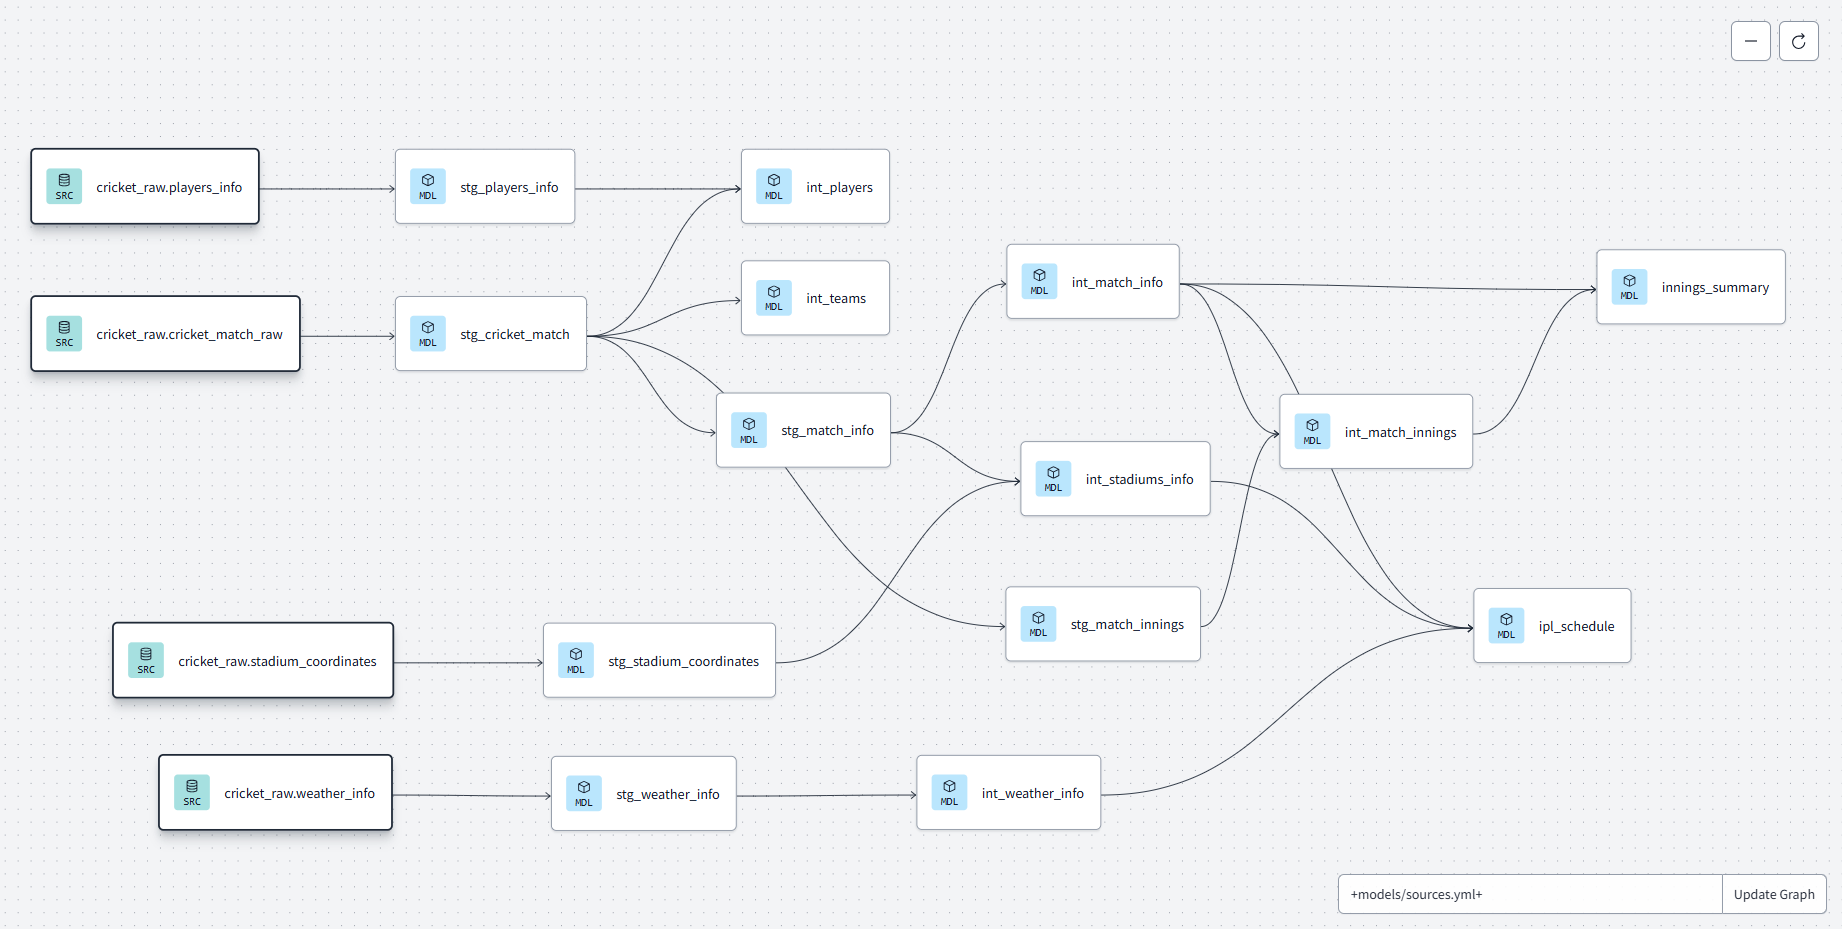 SRC
cricket_raw.players_info
MDL
stg_players_info
MDL
int_players
SRC
cricket_raw.cricket_match_raw
MDL
stg_cricket_match
MDL
int_teams
MDL
int_match_info
MDL
innings_summary
MDL
stg_match_info
MDL
int_match_innings
MDL
int_stadiums_info
MDL
stg_match_innings
MDL
ipl_schedule
SRC
cricket_raw.stadium_coordinates
MDL
stg_stadium_coordinates
SRC
cricket_raw.weather_info
MDL
stg_weather_info
MDL
int_weather_info
+models/sources.yml+
Update Graph